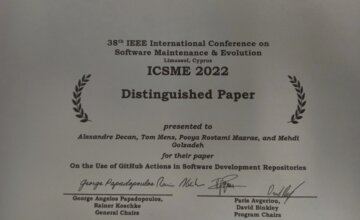 38th IEEE International Conference on
Software Maintenance & Evolution
Limassol, Cyprus
ICSME 2022
Distinguished Paper
presented to
Alexandre Decan, Tom Mens, Pooya Rostami Mazrae, and Mehdi
Golzadeh
for their paper
On the Use of GitHub Actions in Software Development Repositories
George Papadopoulos
George Angelos Papadopoulos,
Rainer Koschke
General Chairs
Paris Avgeriou,
David Binkley
Program Chairs